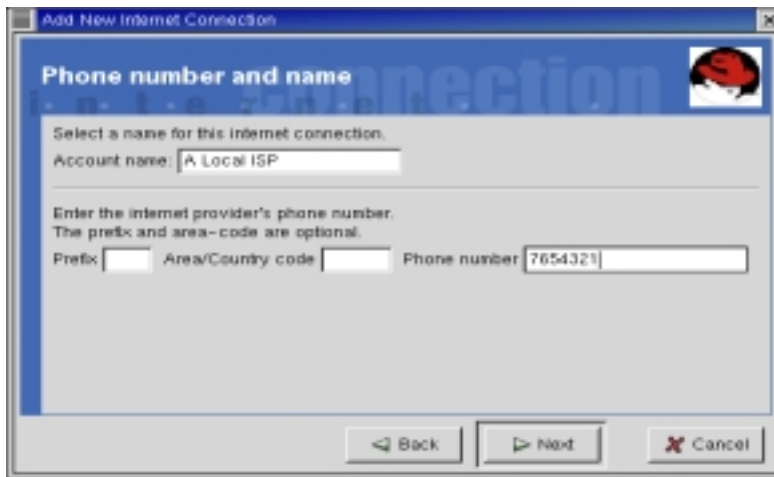 Add New Internet Connection
connection
Phone number and name
internet
Select a name for this internet connection.
Account name: A Local ISP
Enter the internet provider's phone number.
The prefix and area-code are optional.
Prefix Area/Country code Phone number 7654321
Back Next Cancel